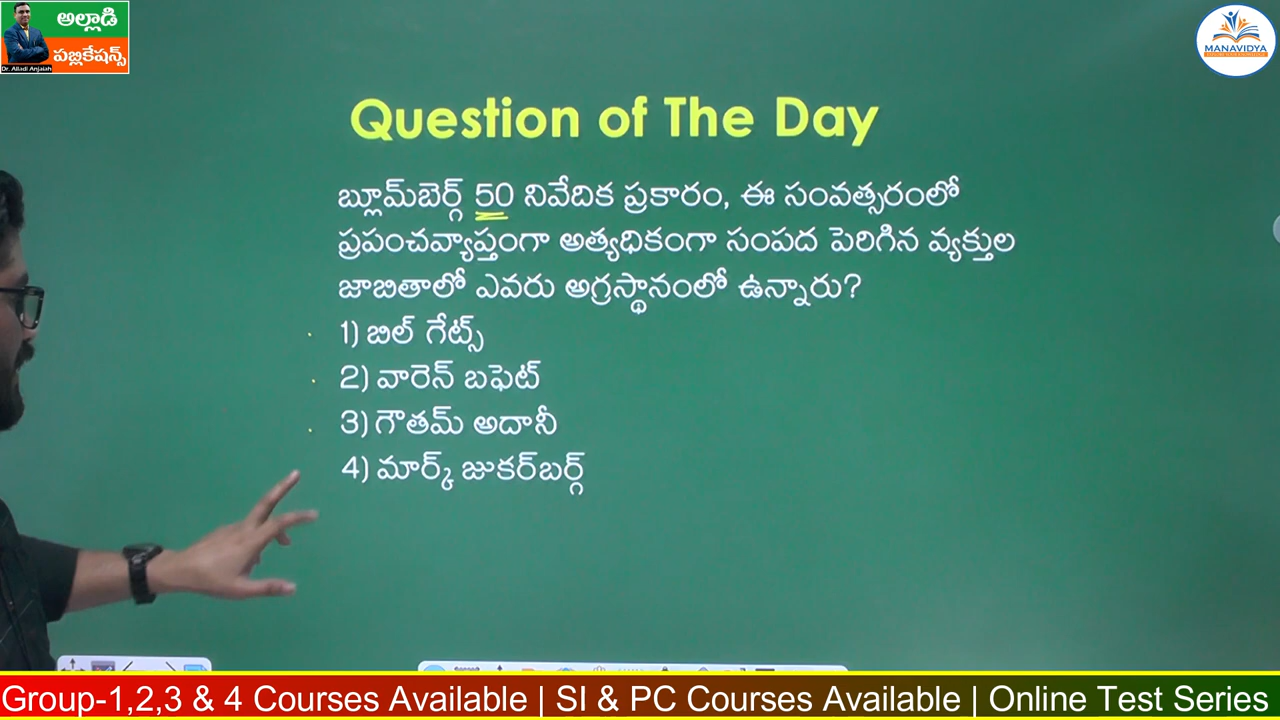 అల్లాడి
పబ్లికేషన్స్
Dr. Alladi Anjaiah
MANAVIDYA
Question of The Day
బ్లూమ్‌బెర్గ్ 50 నివేదిక ప్రకారం, ఈ సంవత్సరంలో
ప్రపంచవ్యాప్తంగా అత్యధికంగా సంపద పెరిగిన వ్యక్తుల
జాబితాలో ఎవరు అగ్రస్థానంలో ఉన్నారు?
1) బిల్ గేట్స్
2) వారెన్ బఫెట్
3) గౌతమ్ అదానీ
4) మార్క్ జుకర్‌బర్గ్
Group-1,2,3 & 4 Courses Available | SI & PC Courses Available | Online Test Series